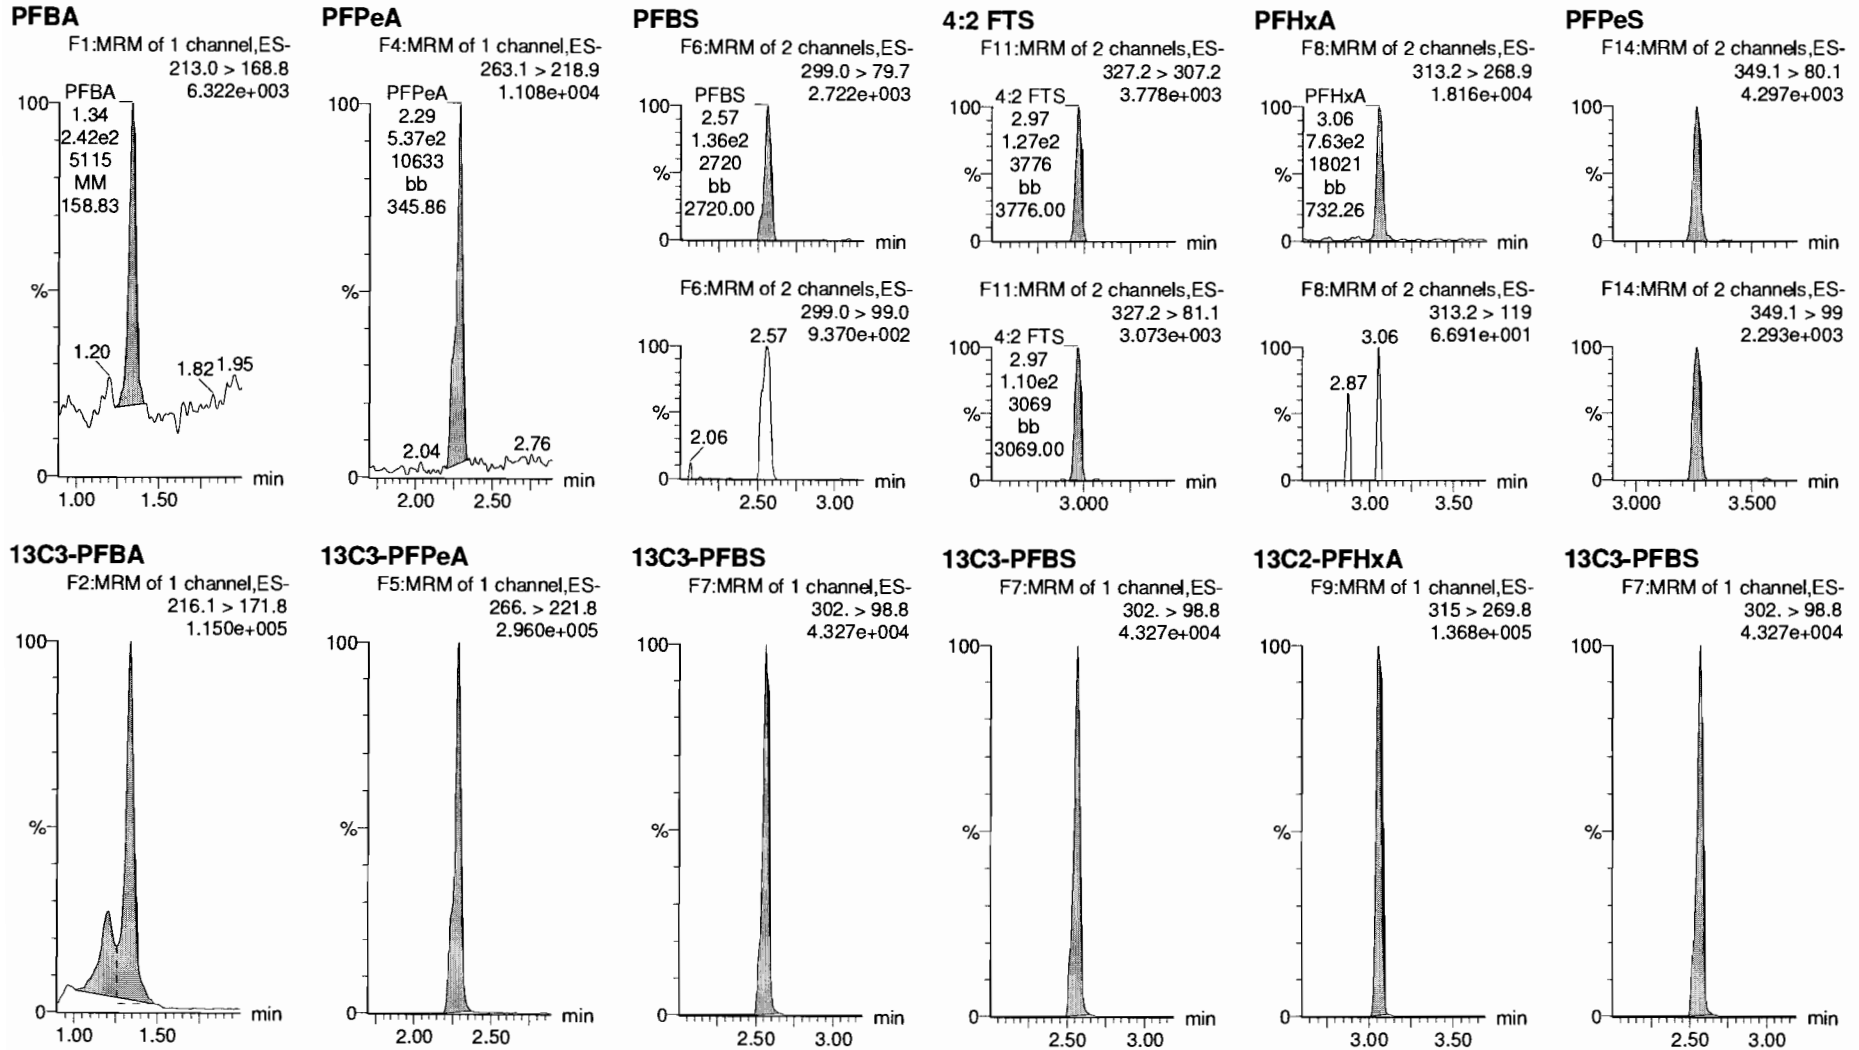 PFBA
F1:MRM of 1 channel,ES-
213.0 > 168.8
6.322e+003
100
PFBA
1.34
2.42e2
5115
MM
158.83
%
1.20
1.82
1.95
0
min
1.00
1.50
PFPeA
F4:MRM of 1 channel,ES-
263.1 > 218.9
1.108e+004
100
PFPeA
2.29
5.37e2
10633
bb
345.86
%
2.04
2.76
0
min
2.00
2.50
PFBS
F6:MRM of 2 channels,ES-
299.0 > 79.7
2.722e+003
100
PFBS
2.57
1.36e2
2720
bb
2720.00
%
0
min
F6:MRM of 2 channels,ES-
299.0 > 99.0
9.370e+002
100
2.57
%
2.06
0
min
2.50
3.00
4:2 FTS
F11:MRM of 2 channels,ES-
327.2 > 307.2
3.778e+003
100
4:2 FTS
2.97
1.27e2
3776
bb
3776.00
%
0
min
F11:MRM of 2 channels,ES-
327.2 > 81.1
3.073e+003
100
4:2 FTS
2.97
1.10e2
3069
bb
3069.00
%
0
min
3.000
PFHxA
F8:MRM of 2 channels,ES-
313.2 > 268.9
1.816e+004
100
PFHxA
3.06
7.63e2
18021
bb
732.26
%
0
min
F8:MRM of 2 channels,ES-
313.2 > 119
6.691e+001
100
3.06
2.87
%
0
min
3.00
3.50
PFPeS
F14:MRM of 2 channels,ES-
349.1 > 80.1
4.297e+003
100
%
0
min
F14:MRM of 2 channels,ES-
349.1 > 99
2.293e+003
100
%
0
min
3.000
3.500
13C3-PFBA
F2:MRM of 1 channel,ES-
216.1 > 171.8
1.150e+005
100
%
0
min
1.00
1.50
13C3-PFPeA
F5:MRM of 1 channel,ES-
266. > 221.8
2.960e+005
100
%
0
min
2.00
2.50
13C3-PFBS
F7:MRM of 1 channel,ES-
302. > 98.8
4.327e+004
100
%
0
min
2.50
3.00
13C3-PFBS
F7:MRM of 1 channel,ES-
302. > 98.8
4.327e+004
100
%
0
min
2.50
3.00
13C2-PFHxA
F9:MRM of 1 channel,ES-
315 > 269.8
1.368e+005
100
%
0
min
3.00
3.50
13C3-PFBS
F7:MRM of 1 channel,ES-
302. > 98.8
4.327e+004
100
%
0
min
2.50
3.00